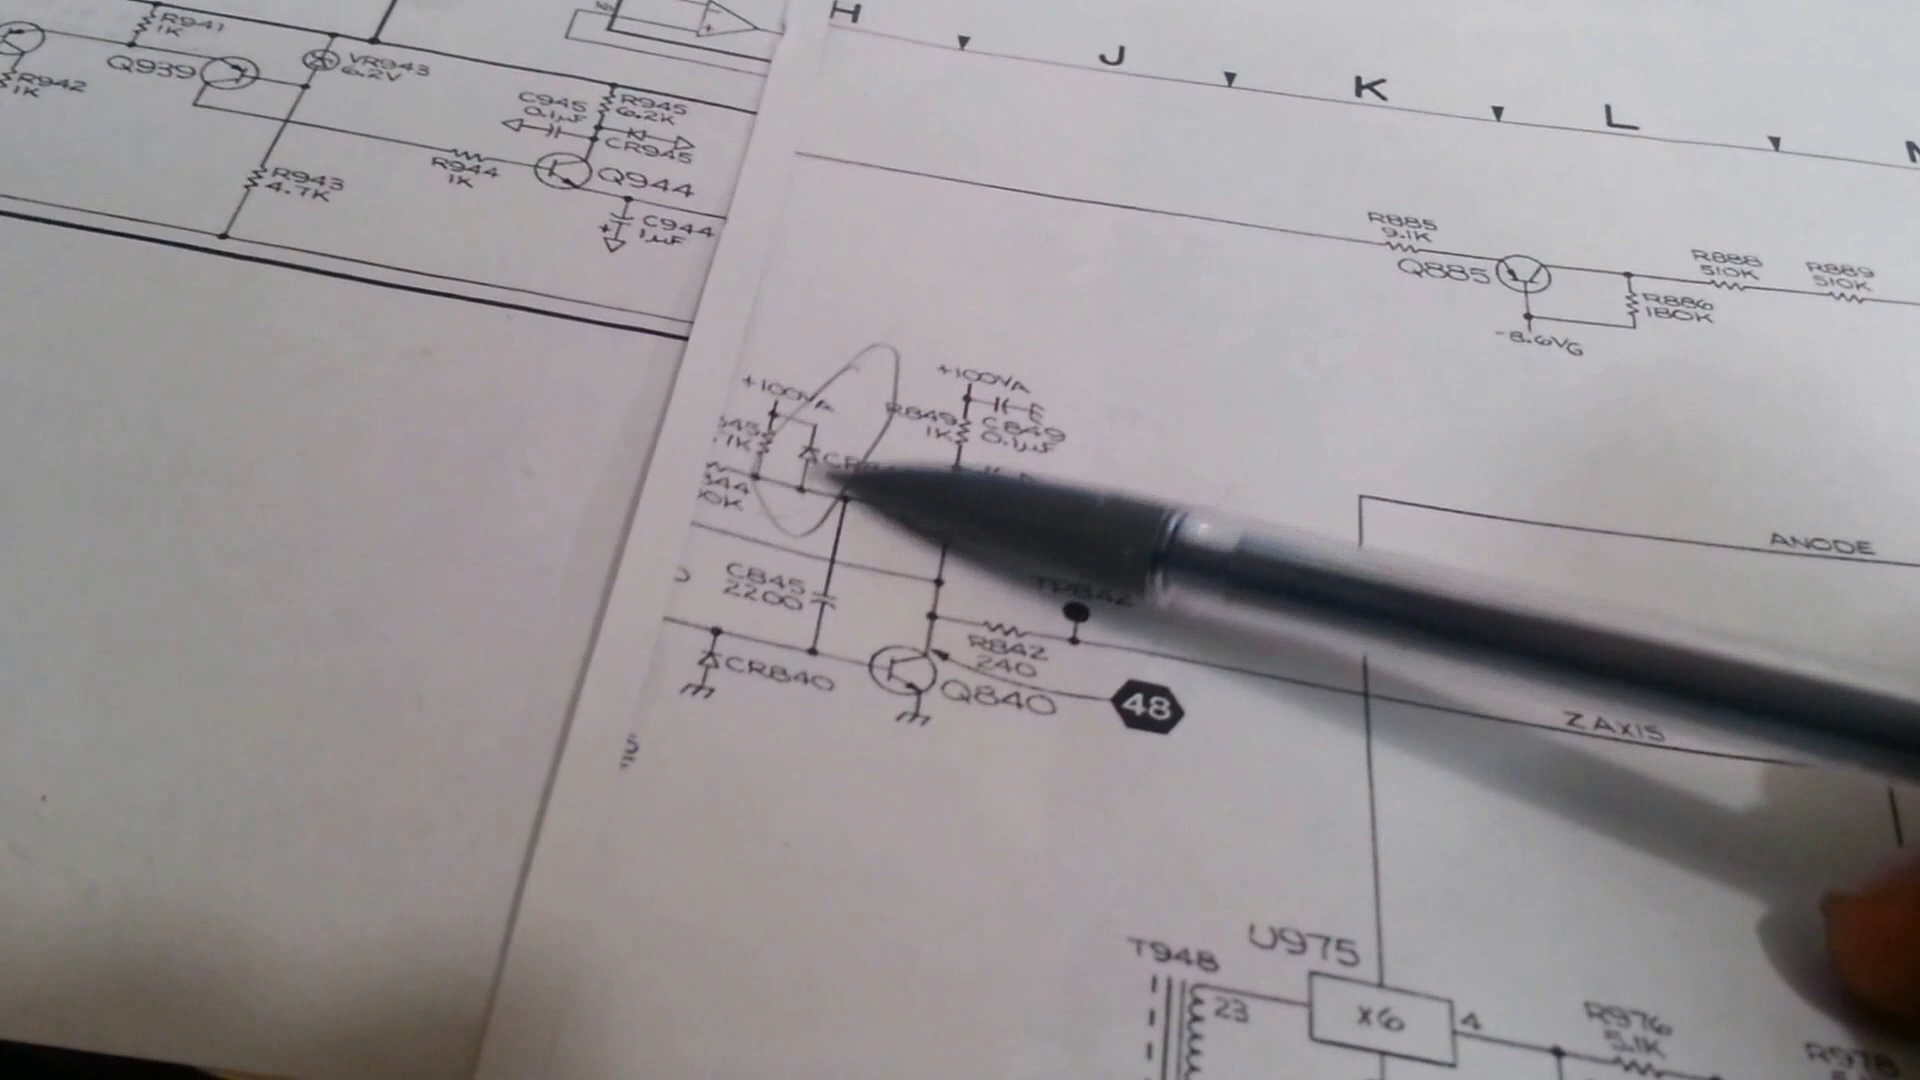 R941
1K
R942
1K
Q939
VR943
6.2V
R943
4.7K
C945
0.1µF
R945
6.2K
CR945
R944
1K
Q944
C944
1µF
H
J
K
L
R885
9.1K
Q885
-8.6VG
R886
180K
R888
510K
R889
510K
+100VA
+100VA
R849
1K
C849
0.1µF
C845
2200
CR840
Q840
R842
240
TP842
48
ANODE
Z AXIS
T948
U975
23
X6
4
R976
5.1K
R978